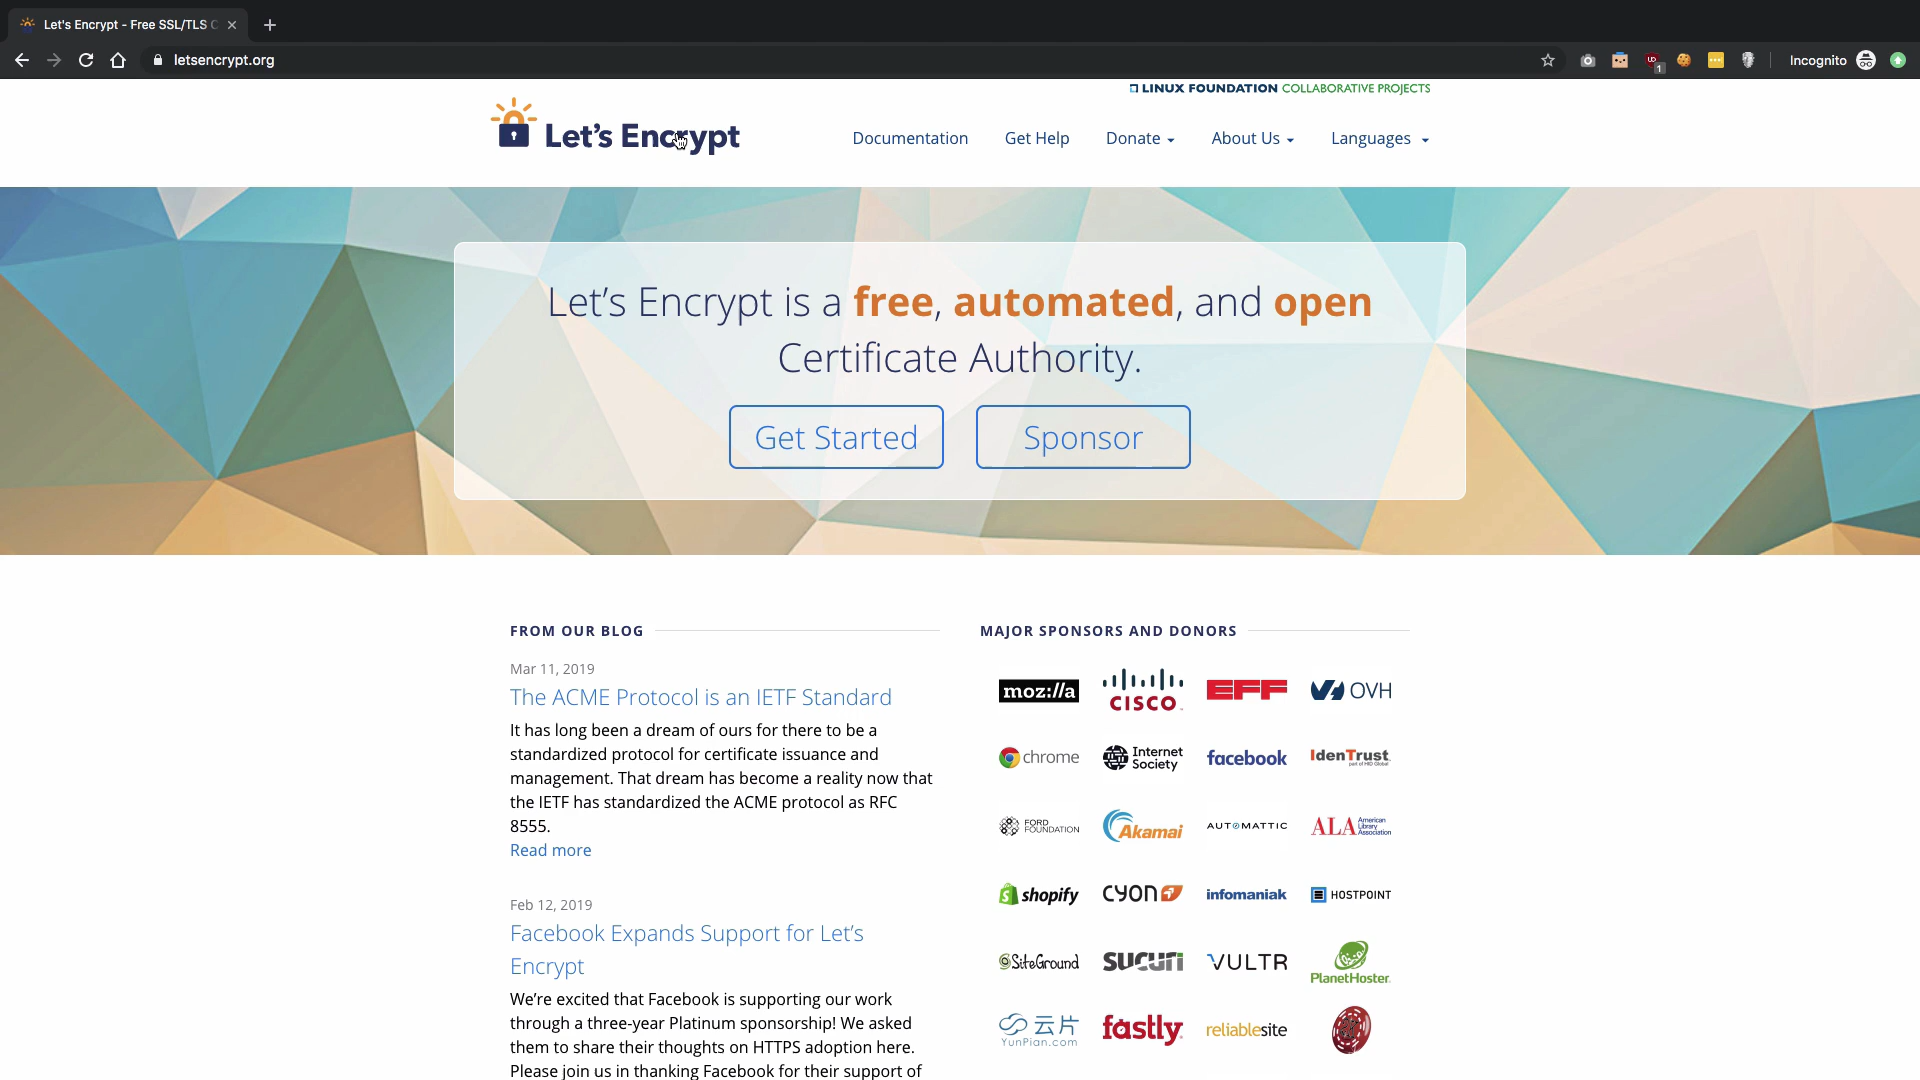 Let's Encrypt - Free SSL/TLS C
letsencrypt.org
1
Incognito
LINUX FOUNDATION COLLABORATIVE PROJECTS
Let's Encrypt
Documentation
Get Help
Donate
About Us
Languages
Let's Encrypt is a free, automated, and open
Certificate Authority.
Get Started
Sponsor
FROM OUR BLOG
Mar 11, 2019
The ACME Protocol is an IETF Standard
It has long been a dream of ours for there to be a
standardized protocol for certificate issuance and
management. That dream has become a reality now that
the IETF has standardized the ACME protocol as RFC
8555.
Read more
Feb 12, 2019
Facebook Expands Support for Let's
Encrypt
We're excited that Facebook is supporting our work
through a three-year Platinum sponsorship! We asked
them to share their thoughts on HTTPS adoption here.
Please join us in thanking Facebook for their support of
MAJOR SPONSORS AND DONORS
moz://a
CISCO
EFF
OVH
chrome
Internet
Society
facebook
IdenTrust
part of HID Global
FORD
FOUNDATION
Akamai
AUTOMATTIC
ALA American
Library
Association
shopify
CYON
infomaniak
HOSTPOINT
SiteGround
SUCURI
VULTR
PlanetHoster
云片
YunPian.com
fastly
reliablesite